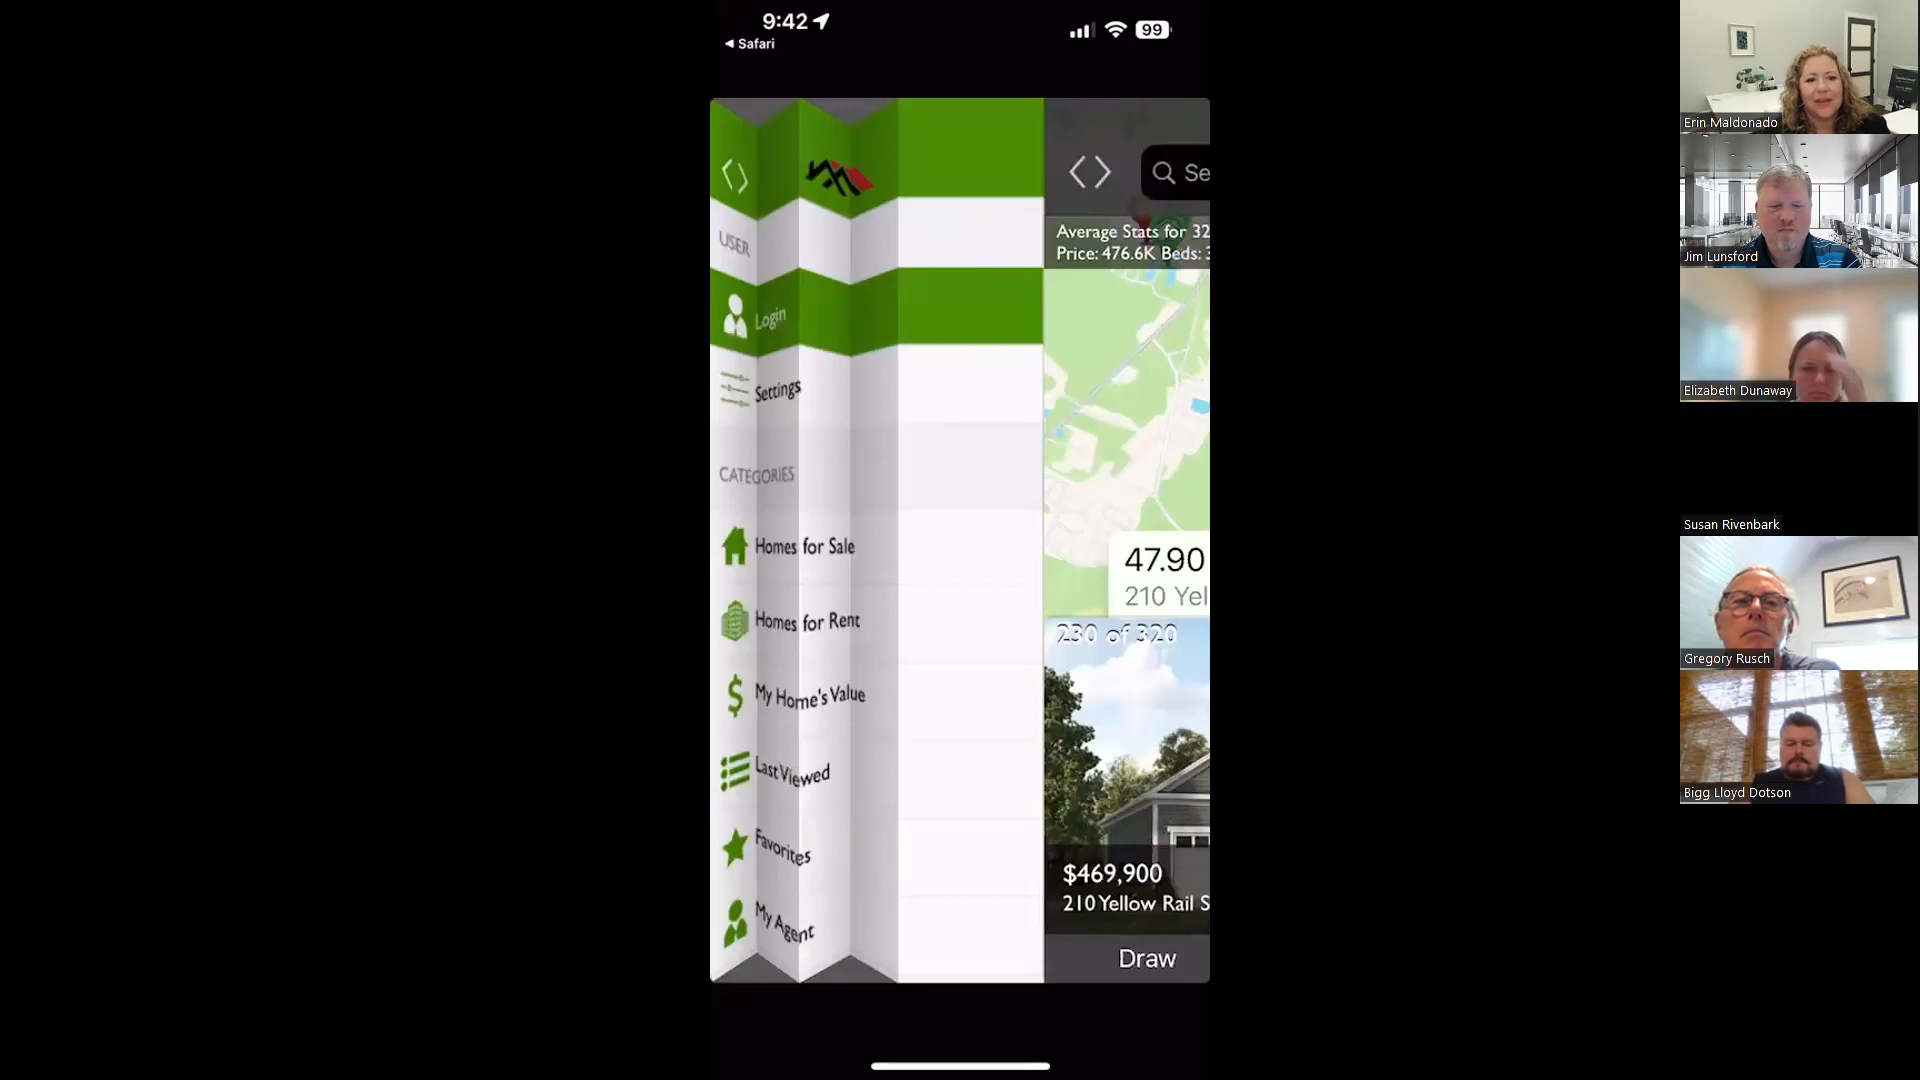 9:42
99
◀ Safari
Se
USER
Average Stats for 32
Price: 476.6K Beds: 3
Login
Settings
CATEGORIES
Homes for Sale
47.90
210 Yel
Homes for Rent
230 of 320
My Home's Value
Last Viewed
Favorites
$469,900
210 Yellow Rail S
My Agent
Draw
Erin Maldonado
Jim Lunsford
Elizabeth Dunaway
Susan Rivenbark
Gregory Rusch
Bigg Lloyd Dotson